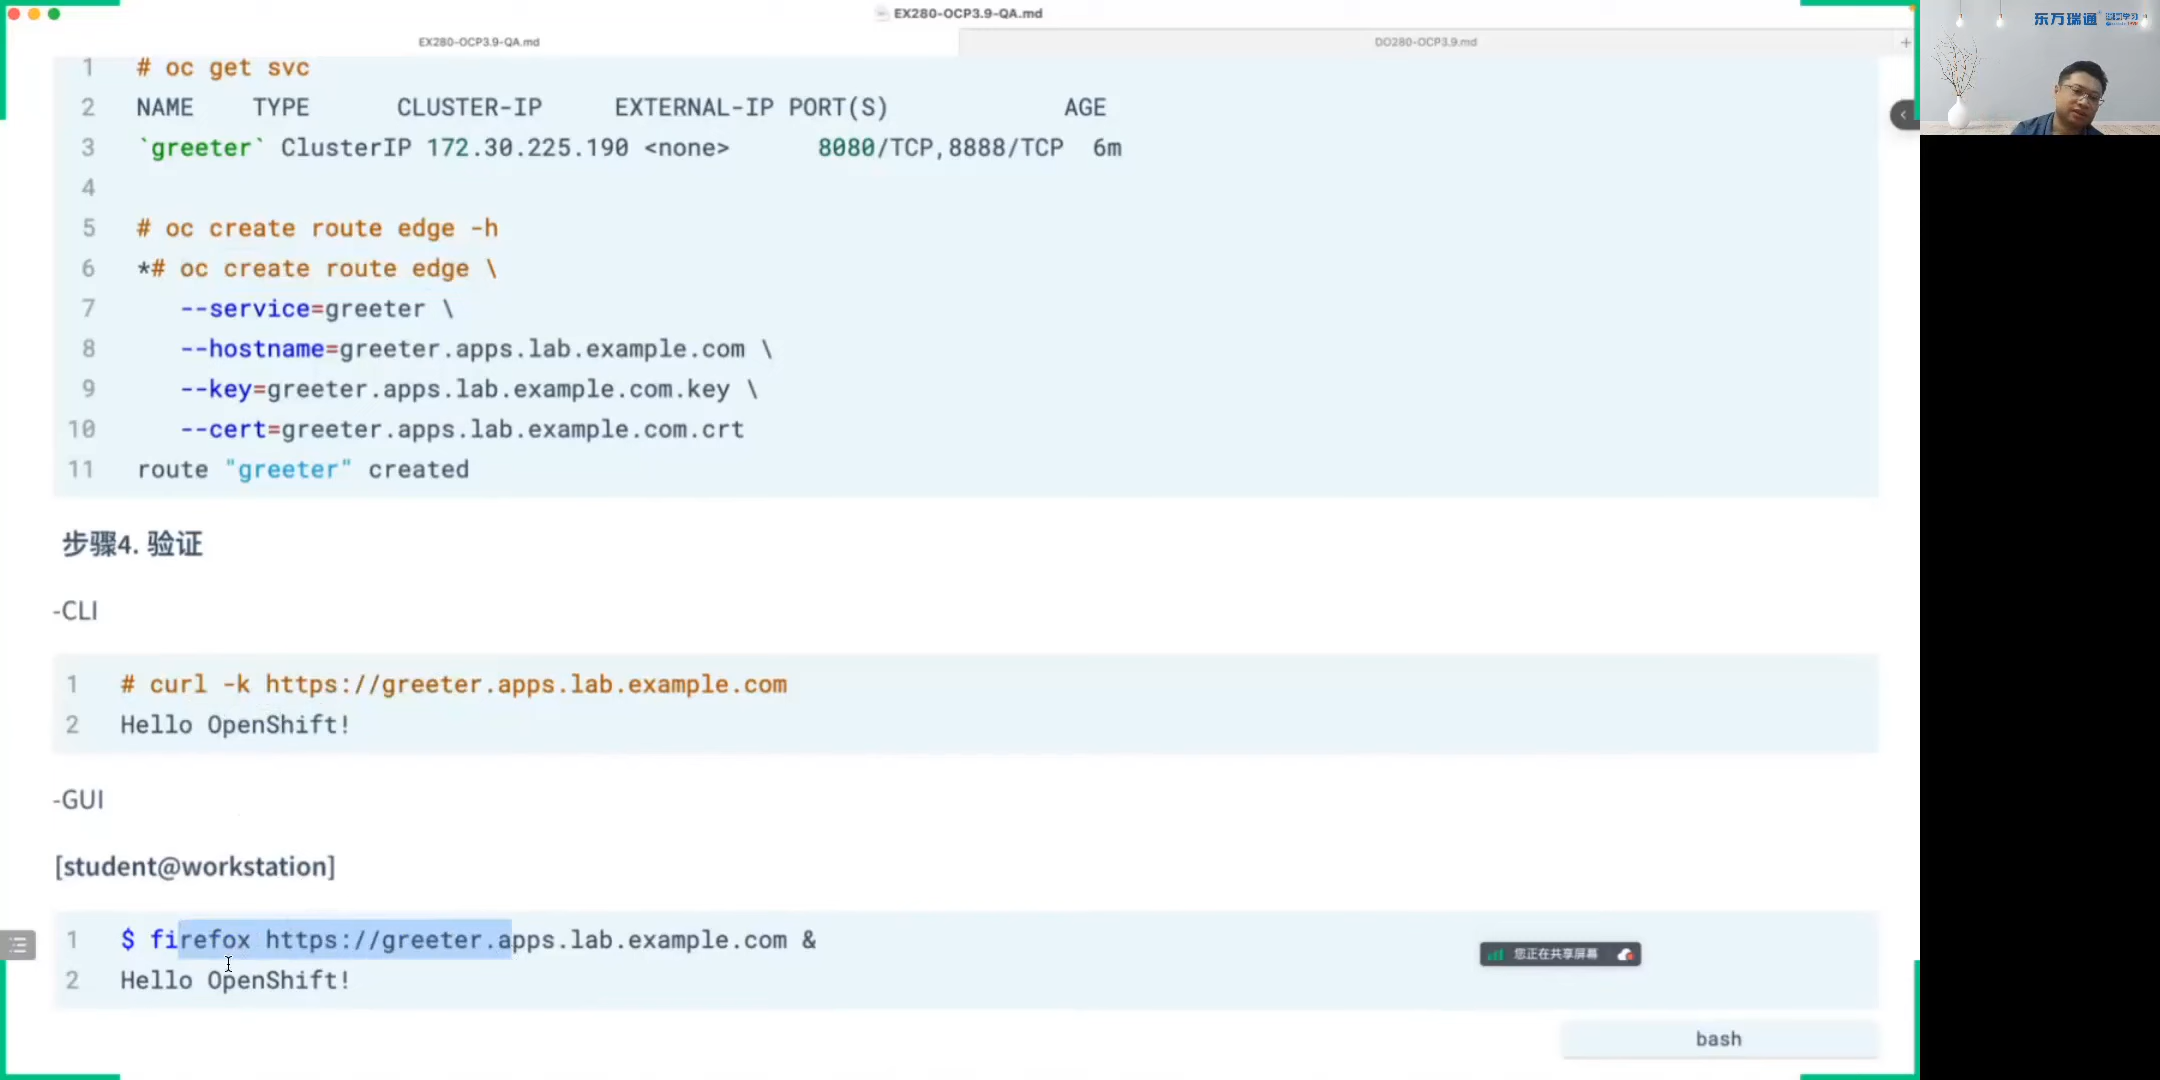 EX280-OCP3.9-QA.md
EX280-OCP3.9-QA.md
DO280-OCP3.9.md
+
东方瑞通
1 # oc get svc
2 NAME TYPE CLUSTER-IP EXTERNAL-IP PORT(S) AGE
3 `greeter` ClusterIP 172.30.225.190 <none> 8080/TCP,8888/TCP 6m
4
5 # oc create route edge -h
6 *# oc create route edge \
7 --service=greeter \
8 --hostname=greeter.apps.lab.example.com \
9 --key=greeter.apps.lab.example.com.key \
10 --cert=greeter.apps.lab.example.com.crt
11 route "greeter" created
步骤4. 验证
-CLI
1 # curl -k https://greeter.apps.lab.example.com
2 Hello OpenShift!
-GUI
[student@workstation]
1 $ firefox https://greeter.apps.lab.example.com &
2 Hello OpenShift!
您正在共享屏幕
bash